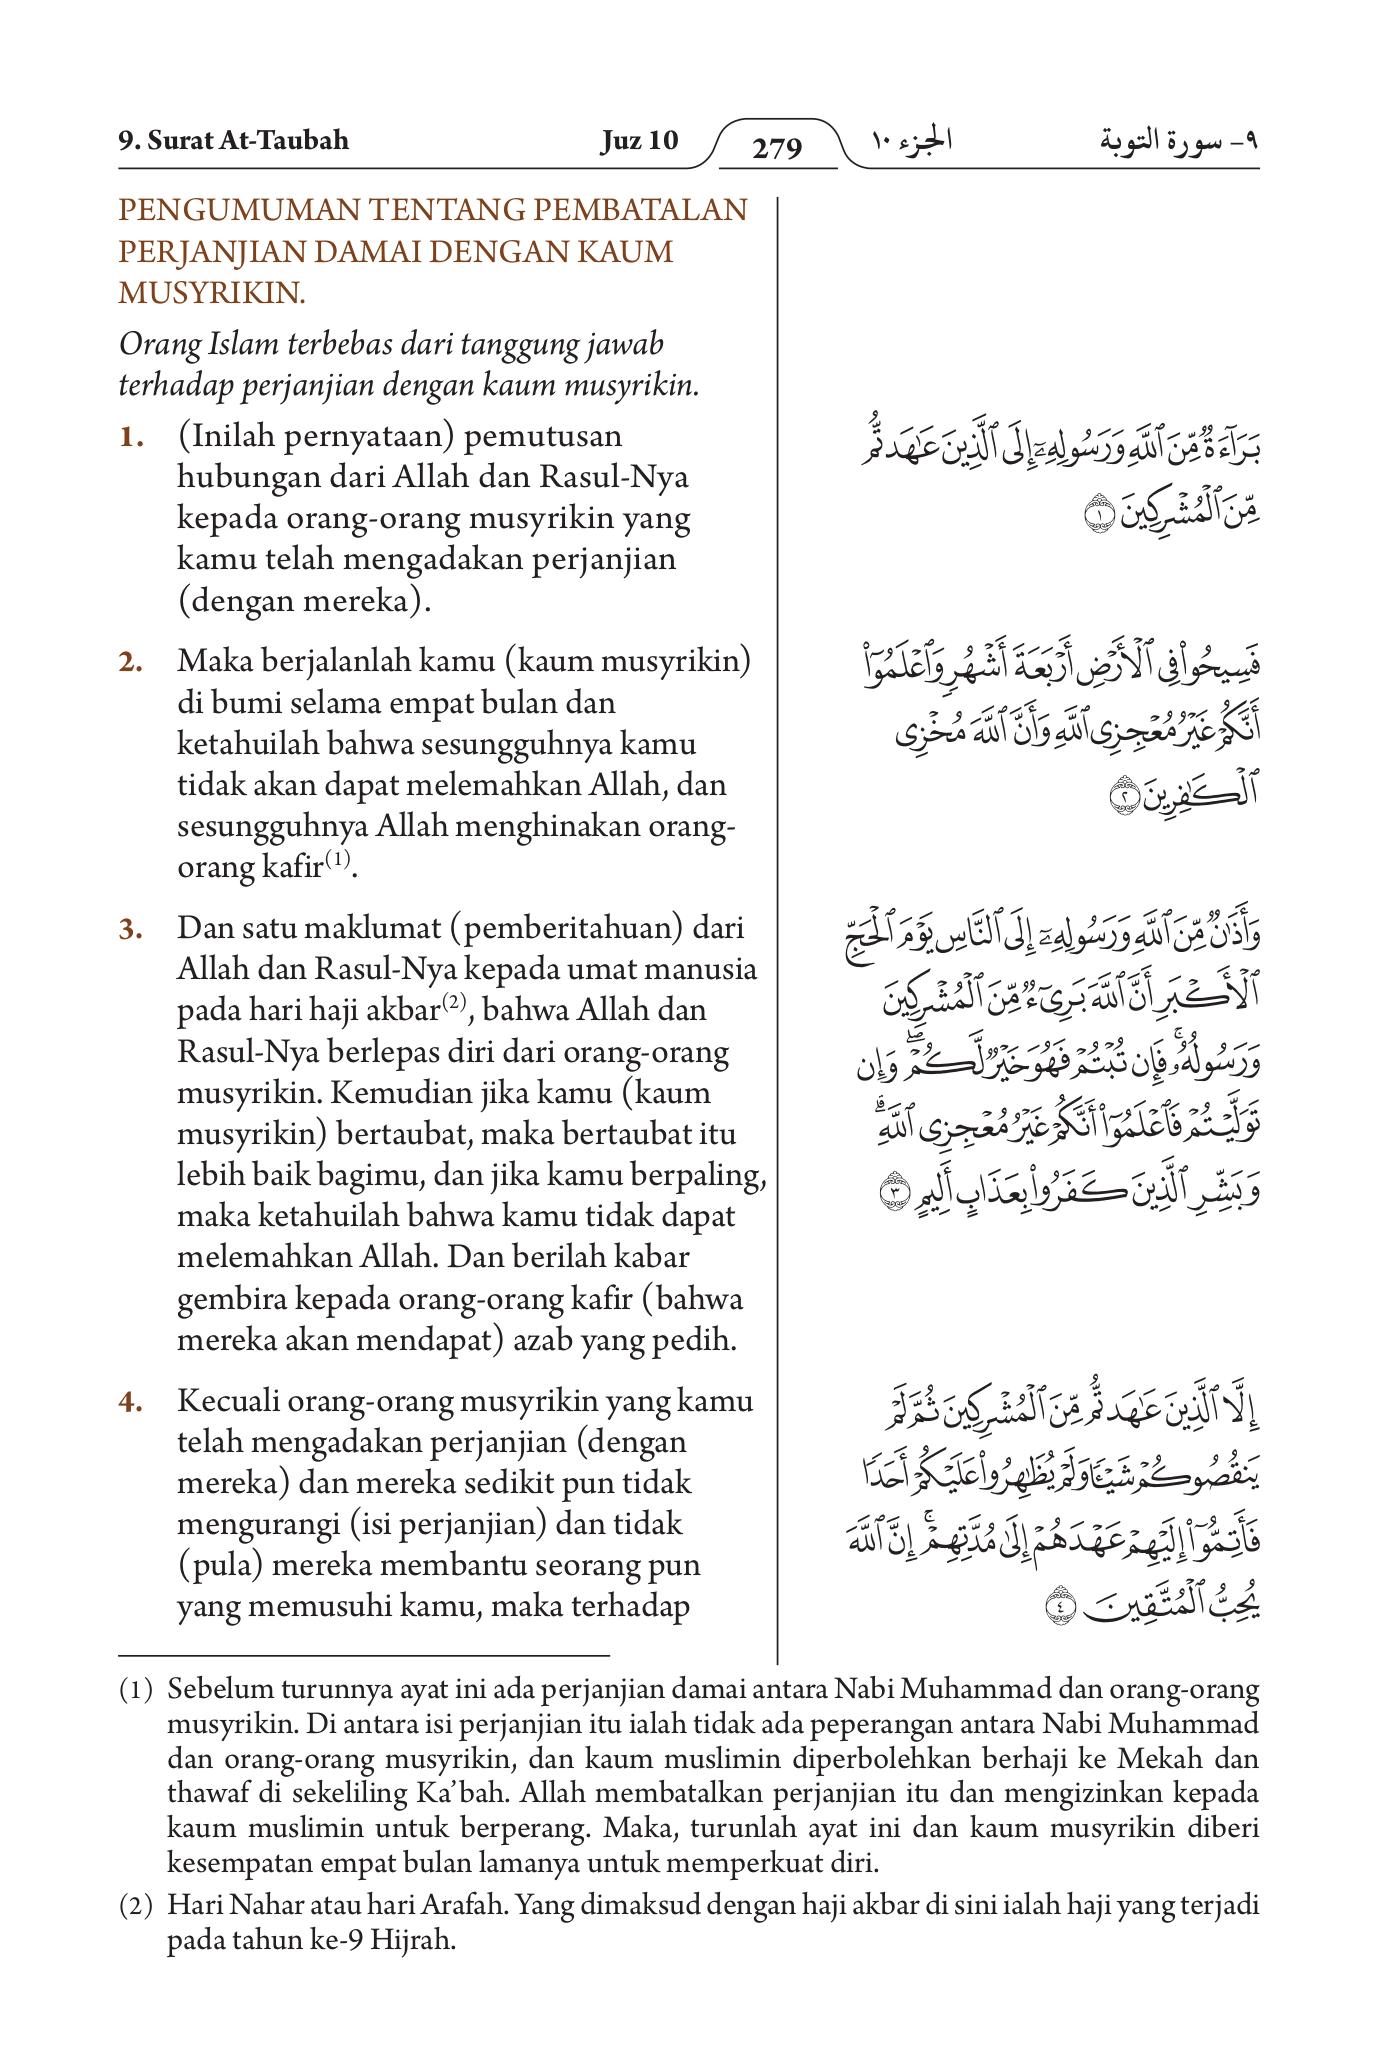 9. Surat At-Taubah
Juz 10
279
الجزء ١٠
٩- سورة التوبة
PENGUMUMAN TENTANG PEMBATALAN
PERJANJIAN DAMAI DENGAN KAUM
MUSYRIKIN.
Orang Islam terbebas dari tanggung jawab
terhadap perjanjian dengan kaum musyrikin.
1. (Inilah pernyataan) pemutusan
hubungan dari Allah dan Rasul-Nya
kepada orang-orang musyrikin yang
kamu telah mengadakan perjanjian
(dengan mereka).
2. Maka berjalanlah kamu (kaum musyrikin)
di bumi selama empat bulan dan
ketahuilah bahwa sesungguhnya kamu
tidak akan dapat melemahkan Allah, dan
sesungguhnya Allah menghinakan orang-
orang kafir(1).
3. Dan satu maklumat (pemberitahuan) dari
Allah dan Rasul-Nya kepada umat manusia
pada hari haji akbar(2), bahwa Allah dan
Rasul-Nya berlepas diri dari orang-orang
musyrikin. Kemudian jika kamu (kaum
musyrikin) bertaubat, maka bertaubat itu
lebih baik bagimu, dan jika kamu berpaling,
maka ketahuilah bahwa kamu tidak dapat
melemahkan Allah. Dan berilah kabar
gembira kepada orang-orang kafir (bahwa
mereka akan mendapat) azab yang pedih.
4. Kecuali orang-orang musyrikin yang kamu
telah mengadakan perjanjian (dengan
mereka) dan mereka sedikit pun tidak
mengurangi (isi perjanjian) dan tidak
(pula) mereka membantu seorang pun
yang memusuhi kamu, maka terhadap
بَرَآءَةٌ مِّنَ ٱللَّهِ وَرَسُولِهِۦٓ إِلَى ٱلَّذِينَ عَٰهَدتُّم
مِّنَ ٱلْمُشْرِكِينَ ١
فَسِيحُوا۟ فِى ٱلْأَرْضِ أَرْبَعَةَ أَشْهُرٍ وَٱعْلَمُوٓا۟
أَنَّكُمْ غَيْرُ مُعْجِزِى ٱللَّهِ وَأَنَّ ٱللَّهَ مُخْزِى
ٱلْكَٰفِرِينَ ٢
وَأَذَٰنٌ مِّنَ ٱللَّهِ وَرَسُولِهِۦٓ إِلَى ٱلنَّاسِ يَوْمَ ٱلْحَجِّ
ٱلْأَكْبَرِ أَنَّ ٱللَّهَ بَرِىٓءٌ مِّنَ ٱلْمُشْرِكِينَ
وَرَسُولُهُۥ ۚ فَإِن تُبْتُمْ فَهُوَ خَيْرٌ لَّكُمْ ۖ وَإِن
تَوَلَّيْتُمْ فَٱعْلَمُوٓا۟ أَنَّكُمْ غَيْرُ مُعْجِزِى ٱللَّهِ ۗ
وَبَشِّرِ ٱلَّذِينَ كَفَرُوا۟ بِعَذَابٍ أَلِيمٍ ٣
إِلَّا ٱلَّذِينَ عَٰهَدتُّم مِّنَ ٱلْمُشْرِكِينَ ثُمَّ لَمْ
يَنقُصُوكُمْ شَيْـًٔا وَلَمْ يُظَٰهِرُوا۟ عَلَيْكُمْ أَحَدًا
فَأَتِمُّوٓا۟ إِلَيْهِمْ عَهْدَهُمْ إِلَىٰ مُدَّتِهِمْ ۚ إِنَّ ٱللَّهَ
يُحِبُّ ٱلْمُتَّقِينَ ٤
(1) Sebelum turunnya ayat ini ada perjanjian damai antara Nabi Muhammad dan orang-orang
musyrikin. Di antara isi perjanjian itu ialah tidak ada peperangan antara Nabi Muhammad
dan orang-orang musyrikin, dan kaum muslimin diperbolehkan berhaji ke Mekah dan
thawaf di sekeliling Ka’bah. Allah membatalkan perjanjian itu dan mengizinkan kepada
kaum muslimin untuk berperang. Maka, turunlah ayat ini dan kaum musyrikin diberi
kesempatan empat bulan lamanya untuk memperkuat diri.
(2) Hari Nahar atau hari Arafah. Yang dimaksud dengan haji akbar di sini ialah haji yang terjadi
pada tahun ke-9 Hijrah.